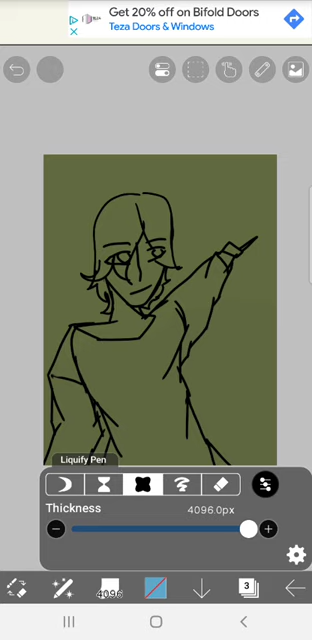 Get 20% off on Bifold Doors
Teza Doors & Windows
Liquify Pen
Thickness
4096.0px
4096
3